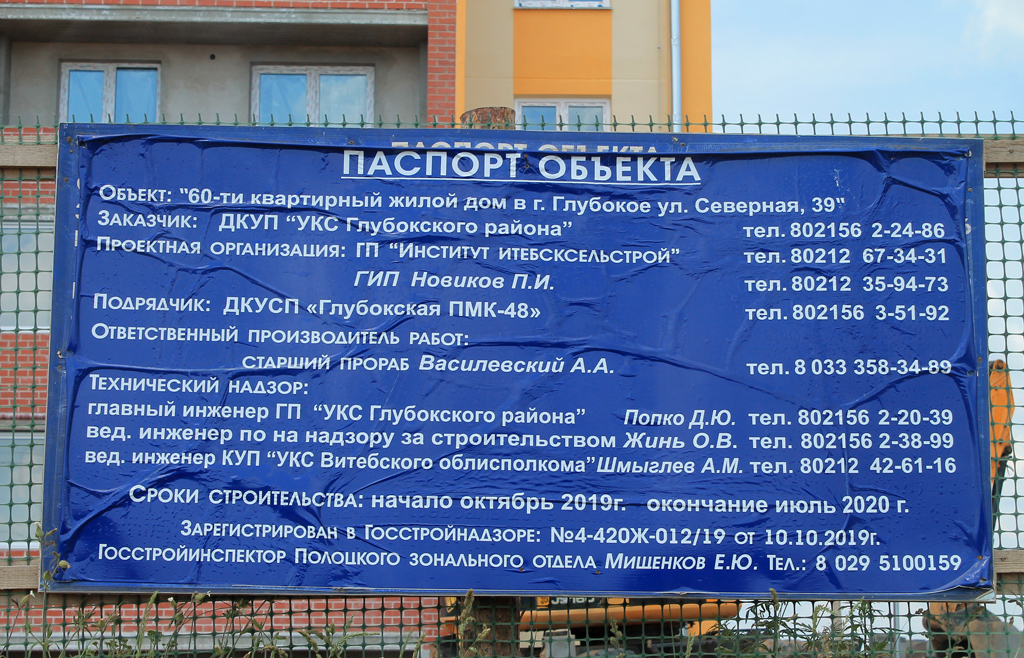 ПАСПОРТ ОБЪЕКТА
ПАСПОРТ ОБЪЕКТА
ОБЪЕКТ: "60-ти квартирный жилой дом в г. Глубокое ул. Северная, 39"
ЗАКАЗЧИК: ДКУП "УКС Глубокского района" тел. 802156 2-24-86
ПРОЕКТНАЯ ОРГАНИЗАЦИЯ: ГП "ИНСТИТУТ ИТЕБСКСЕЛЬСТРОЙ" тел. 80212 67-34-31
ГИП Новиков П.И. тел. 80212 35-94-73
ПОДРЯДЧИК: ДКУСП «Глубокская ПМК-48» тел. 802156 3-51-92
ОТВЕТСТВЕННЫЙ ПРОИЗВОДИТЕЛЬ РАБОТ:
СТАРШИЙ ПРОРАБ Василевский А.А. тел. 8 033 358-34-89
ТЕХНИЧЕСКИЙ НАДЗОР:
главный инженер ГП "УКС Глубокского района" Попко Д.Ю. тел. 802156 2-20-39
вед. инженер по на надзору за строительством Жинь О.В. тел. 802156 2-38-99
вед. инженер КУП "УКС Витебского облисполкома" Шмыглев А.М. тел. 80212 42-61-16
СРОКИ СТРОИТЕЛЬСТВА: начало октябрь 2019г. окончание июль 2020 г.
ЗАРЕГИСТРИРОВАН В ГОССТРОЙНАДЗОРЕ: №4-420Ж-012/19 ОТ 10.10.2019г.
ГОССТРОЙИНСПЕКТОР ПОЛОЦКОГО ЗОНАЛЬНОГО ОТДЕЛА МИЩЕНКОВ Е.Ю. ТЕЛ.: 8 029 5100159